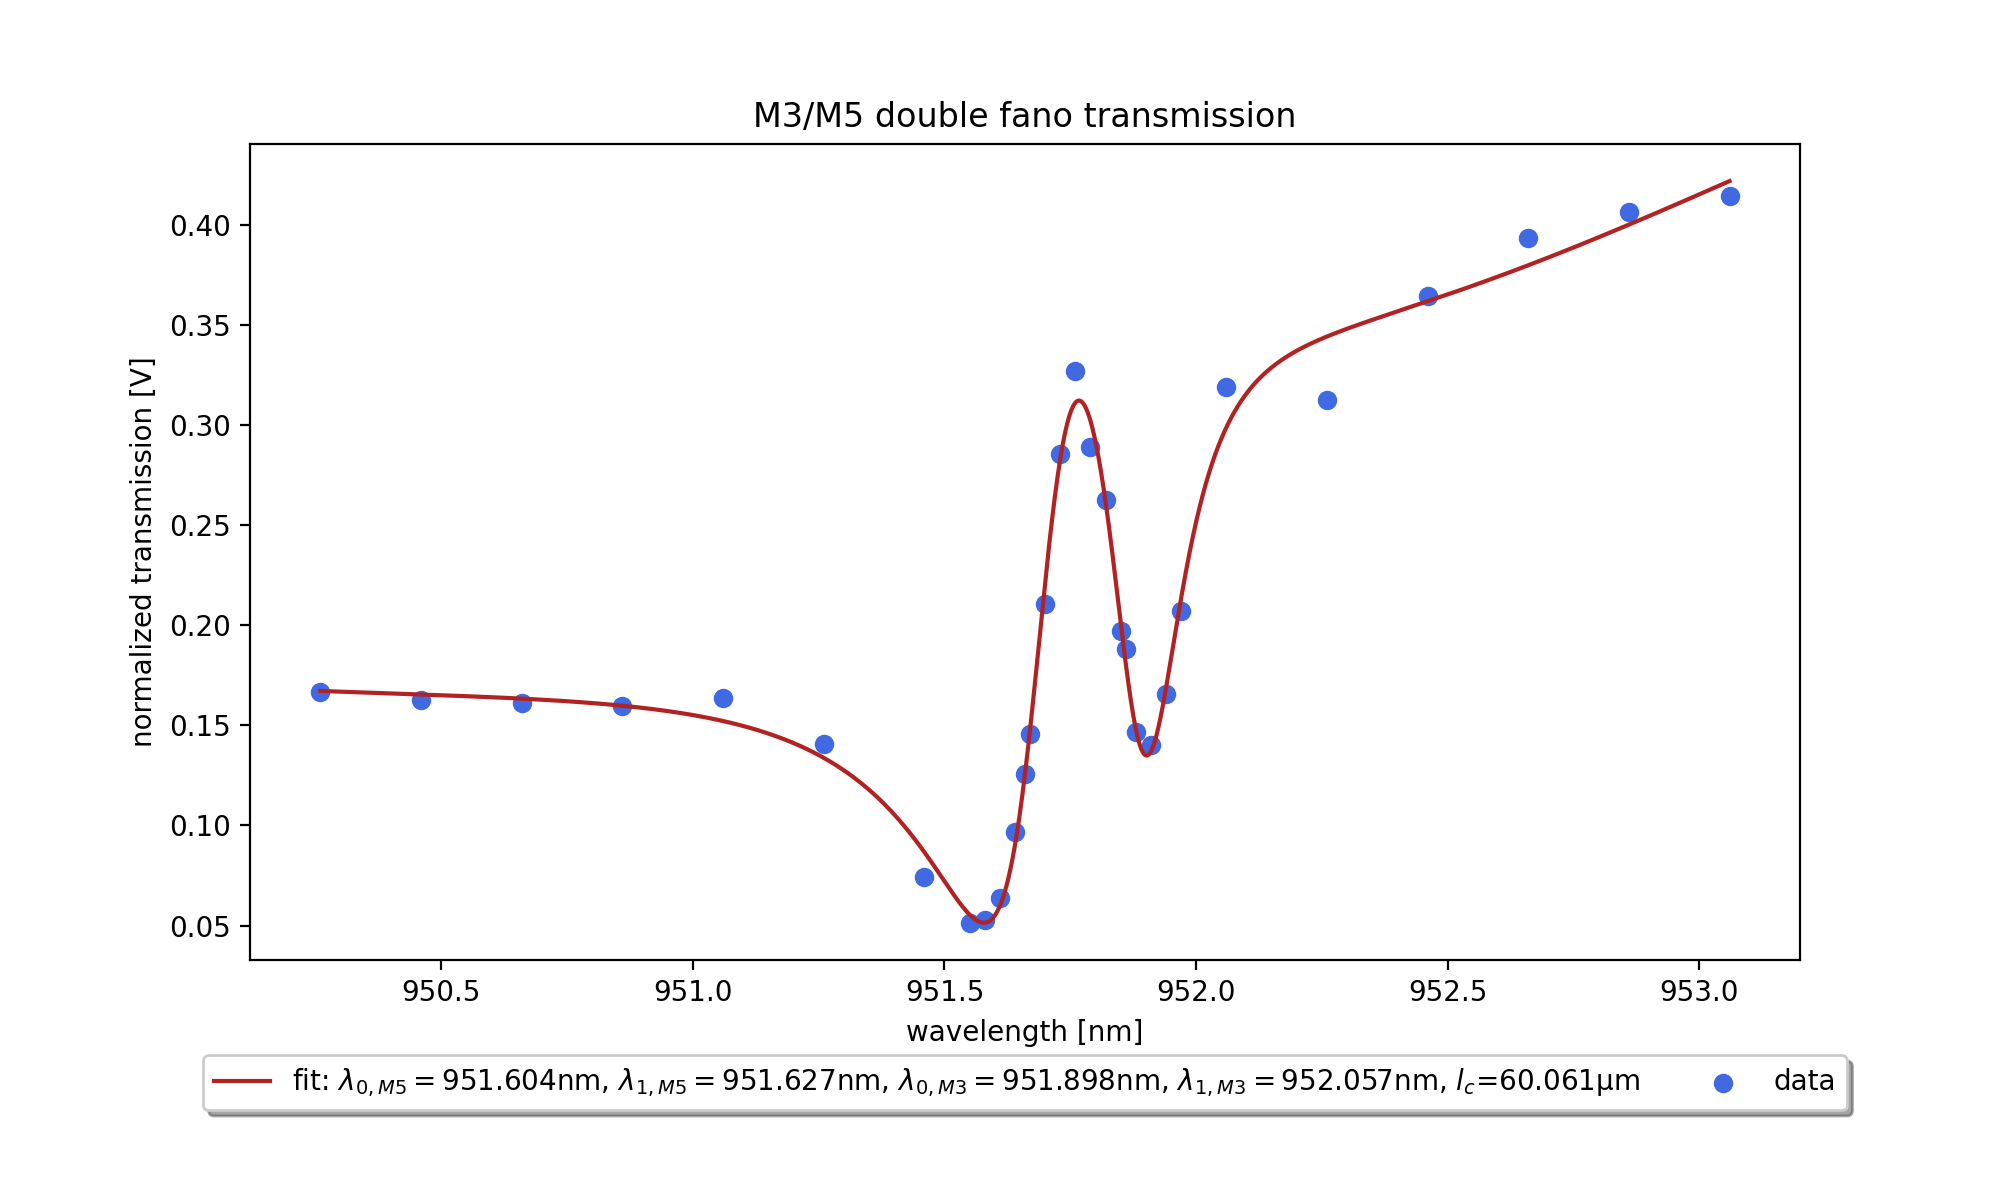 M3/M5 double fano transmission
normalized transmission [V]
0.40
0.35
0.30
0.25
0.20
0.15
0.10
0.05
950.5 951.0 951.5 952.0 952.5 953.0
wavelength [nm]
fit: λ₀,M5 = 951.604nm, λ₁,M5 = 951.627nm, λ₀,M3 = 951.898nm, λ₁,M3 = 952.057nm, l_c=60.061μm data